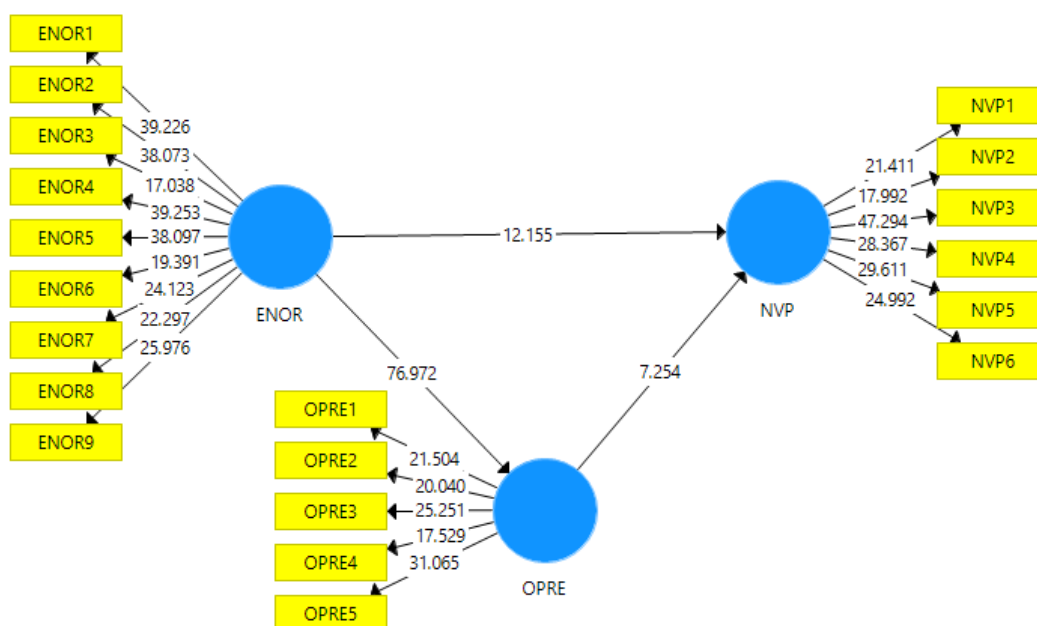 ENOR1
ENOR2
ENOR3
ENOR4
ENOR5
ENOR6
ENOR7
ENOR8
ENOR9
39.226
38.073
17.038
39.253
38.097
19.391
24.123
22.297
25.976
ENOR
12.155
76.972
7.254
NVP
21.411
17.992
47.294
28.367
29.611
24.992
NVP1
NVP2
NVP3
NVP4
NVP5
NVP6
OPRE1
OPRE2
OPRE3
OPRE4
OPRE5
21.504
20.040
25.251
17.529
31.065
OPRE